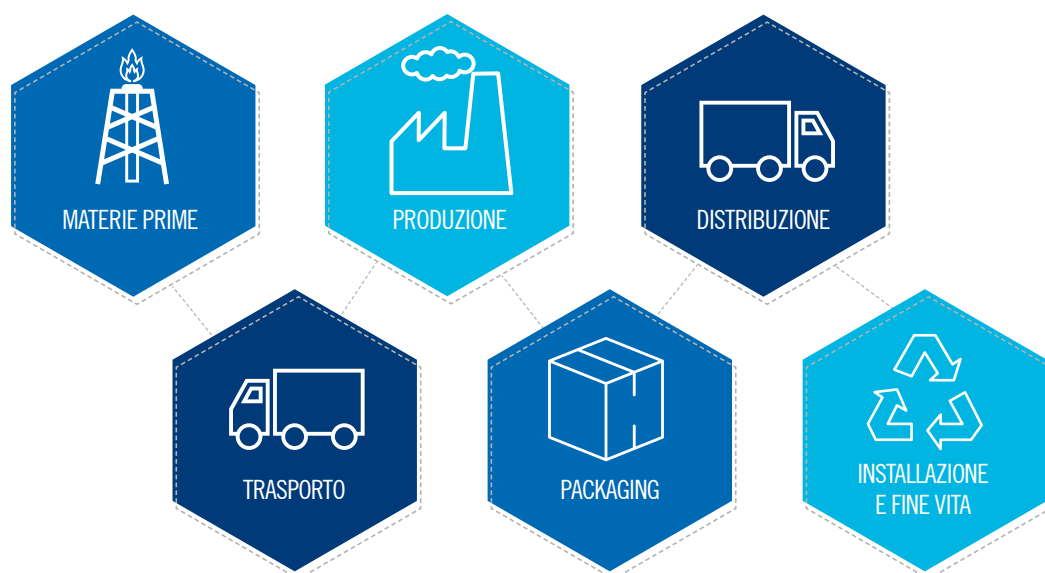 MATERIE PRIME
PRODUZIONE
DISTRIBUZIONE
TRASPORTO
PACKAGING
INSTALLAZIONE
E FINE VITA